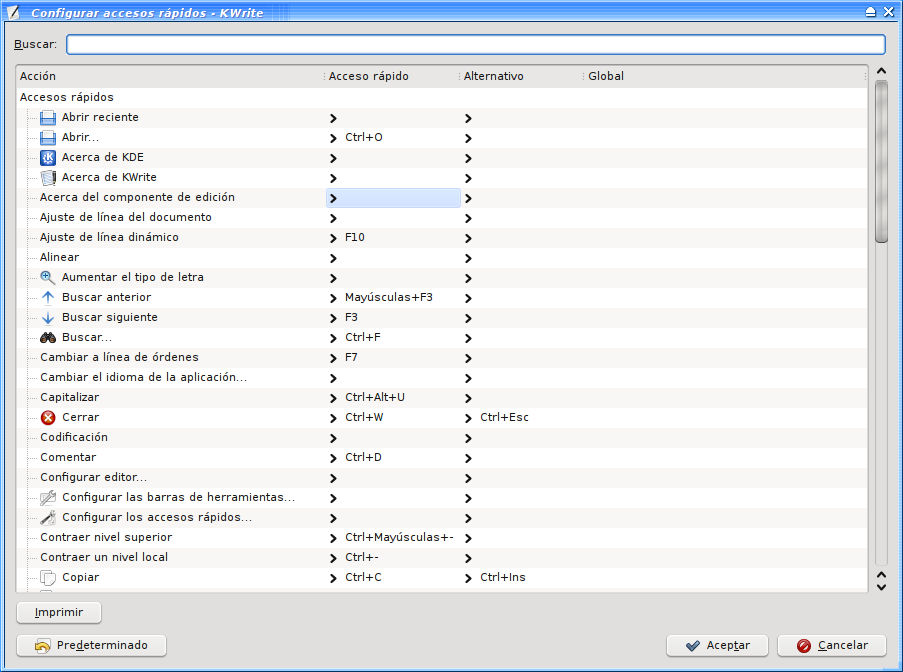 Configurar accesos rápidos - KWrite
Buscar:
Acción Acceso rápido Alternativo Global
Accesos rápidos
Abrir reciente
Abrir... Ctrl+O
Acerca de KDE
Acerca de KWrite
Acerca del componente de edición
Ajuste de línea del documento
Ajuste de línea dinámico F10
Alinear
Aumentar el tipo de letra
Buscar anterior Mayúsculas+F3
Buscar siguiente F3
Buscar... Ctrl+F
Cambiar a línea de órdenes F7
Cambiar el idioma de la aplicación...
Capitalizar Ctrl+Alt+U
Cerrar Ctrl+W Ctrl+Esc
Codificación
Comentar Ctrl+D
Configurar editor...
Configurar las barras de herramientas...
Configurar los accesos rápidos...
Contraer nivel superior Ctrl+Mayúsculas+-
Contraer un nivel local Ctrl+-
Copiar Ctrl+C Ctrl+Ins
Imprimir
Predeterminado Aceptar Cancelar